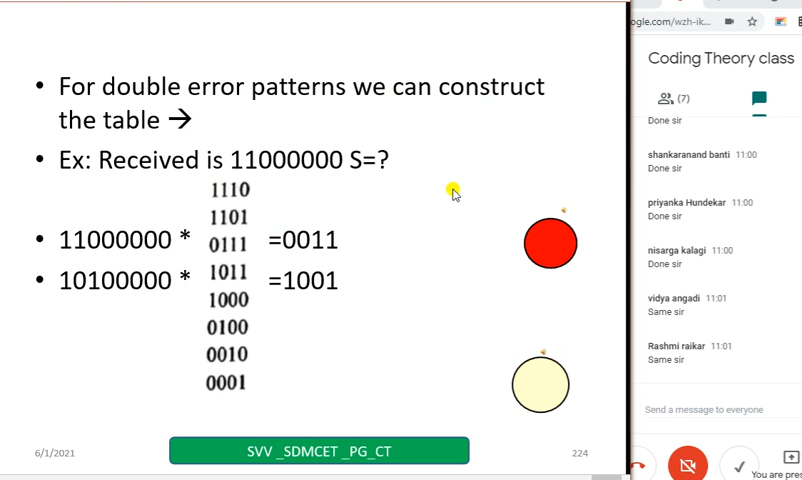 • For double error patterns we can construct
the table →
• Ex: Received is 11000000 S=?
1110
1101
• 11000000 * 0111 =0011
• 10100000 * 1011 =1001
1000
0100
0010
0001
6/1/2021
SVV _SDMCET _PG_CT
224
ogle.com/wzh-ik...
Coding Theory class
(7)
Done sir
shankaranand banti 11:00
Done sir
priyanka Hundekar 11:00
Done sir
nisarga kalagi 11:00
Done sir
vidya angadi 11:01
Same sir
Rashmi raikar 11:01
Same sir
Send a message to everyone
You are pres